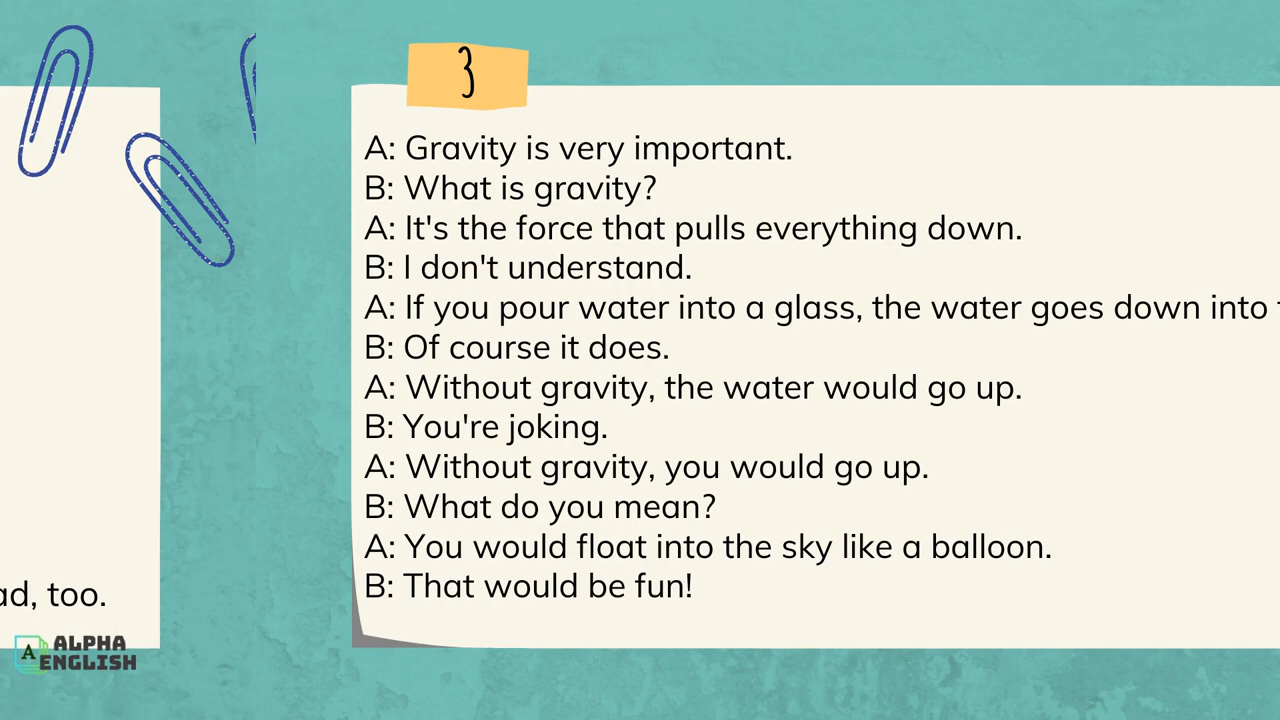 3
A: Gravity is very important.
B: What is gravity?
A: It's the force that pulls everything down.
B: I don't understand.
A: If you pour water into a glass, the water goes down into
B: Of course it does.
A: Without gravity, the water would go up.
B: You're joking.
A: Without gravity, you would go up.
B: What do you mean?
A: You would float into the sky like a balloon.
B: That would be fun!
too.
A ALPHA
ENGLISH